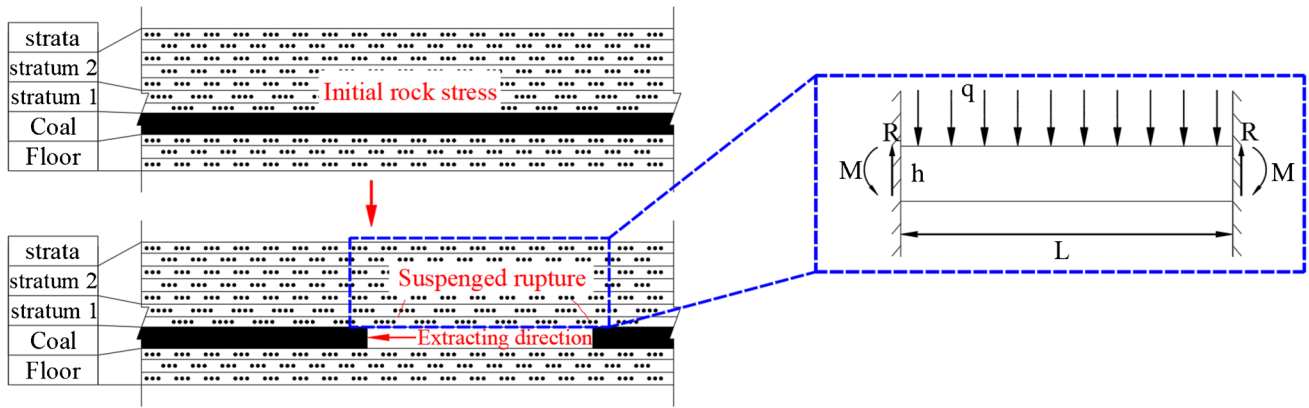 strata
stratum 2
stratum 1
Coal
Floor
Initial rock stress
strata
stratum 2
stratum 1
Coal
Floor
Suspenged rupture
Extracting direction
q
R
R
M
h
M
L